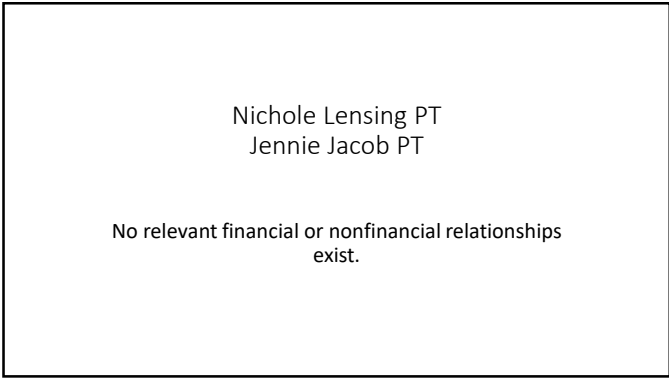 Nichole Lensing PT
Jennie Jacob PT
No relevant financial or nonfinancial relationships
exist.